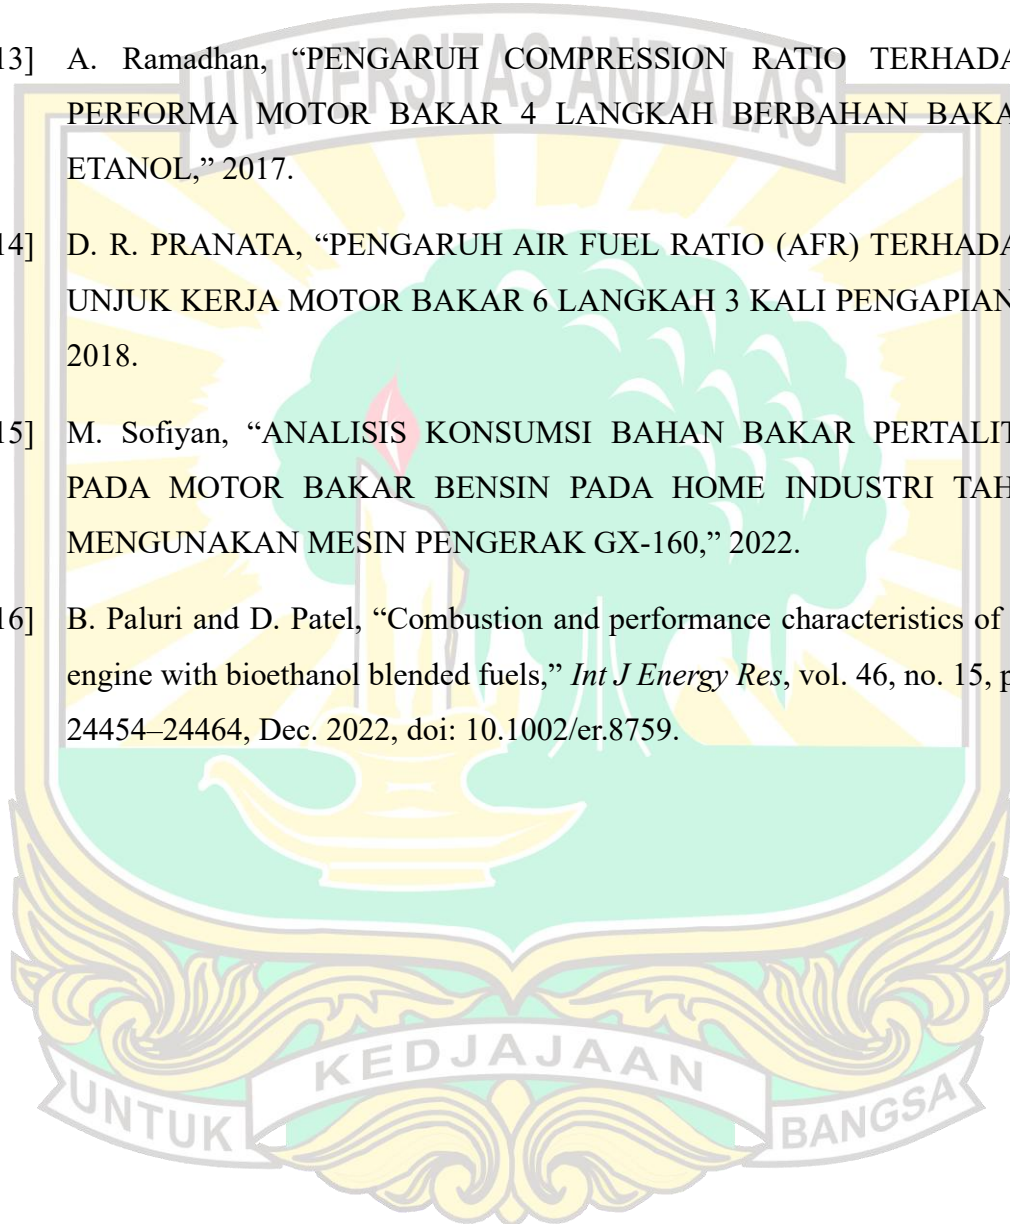 UNIVERSITAS ANDALAS
13] A. Ramadhan, “PENGARUH COMPRESSION RATIO TERHADA
PERFORMA MOTOR BAKAR 4 LANGKAH BERBAHAN BAKA
ETANOL,” 2017.
14] D. R. PRANATA, “PENGARUH AIR FUEL RATIO (AFR) TERHADA
UNJUK KERJA MOTOR BAKAR 6 LANGKAH 3 KALI PENGAPIAN
2018.
15] M. Sofiyan, “ANALISIS KONSUMSI BAHAN BAKAR PERTALIT
PADA MOTOR BAKAR BENSIN PADA HOME INDUSTRI TAH
MENGUNAKAN MESIN PENGERAK GX-160,” 2022.
16] B. Paluri and D. Patel, “Combustion and performance characteristics of
engine with bioethanol blended fuels,” Int J Energy Res, vol. 46, no. 15, p
24454–24464, Dec. 2022, doi: 10.1002/er.8759.
UNTUK KEDJAJAAN BANGSA